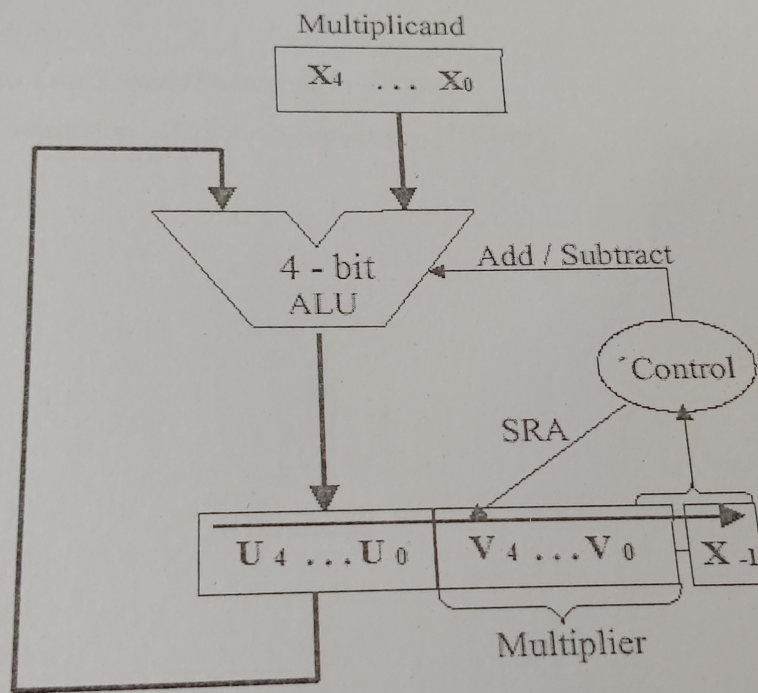 Multiplicand
X4 ... X0
4 - bit
ALU
Add / Subtract
Control
SRA
U 4 ...U 0
V 4 ...V 0
X -1
Multiplier